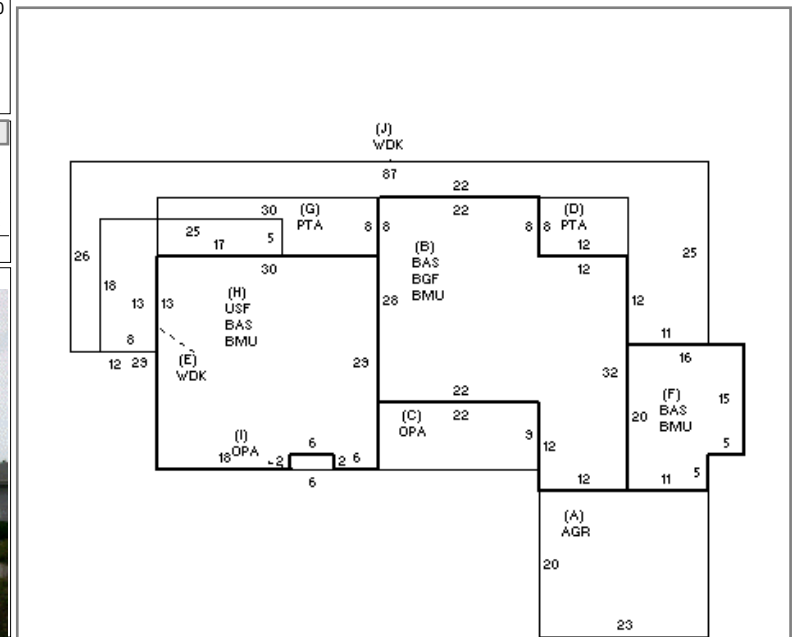 (J)
WDK
87
22
30
(G)
PTA
22
(D)
PTA
25
17
5
8
8
8
8
12
25
26
30
(B)
BAS
BGF
BMU
12
18
13
13
(H)
USF
BAS
BMU
28
12
11
8
12
29
(E)
WDK
29
16
32
22
22
(C)
OPA
(F)
BAS
BMU
15
20
9
12
5
6
(I)
OPA
18
2
2
6
6
12
11
5
(A)
AGR
20
23